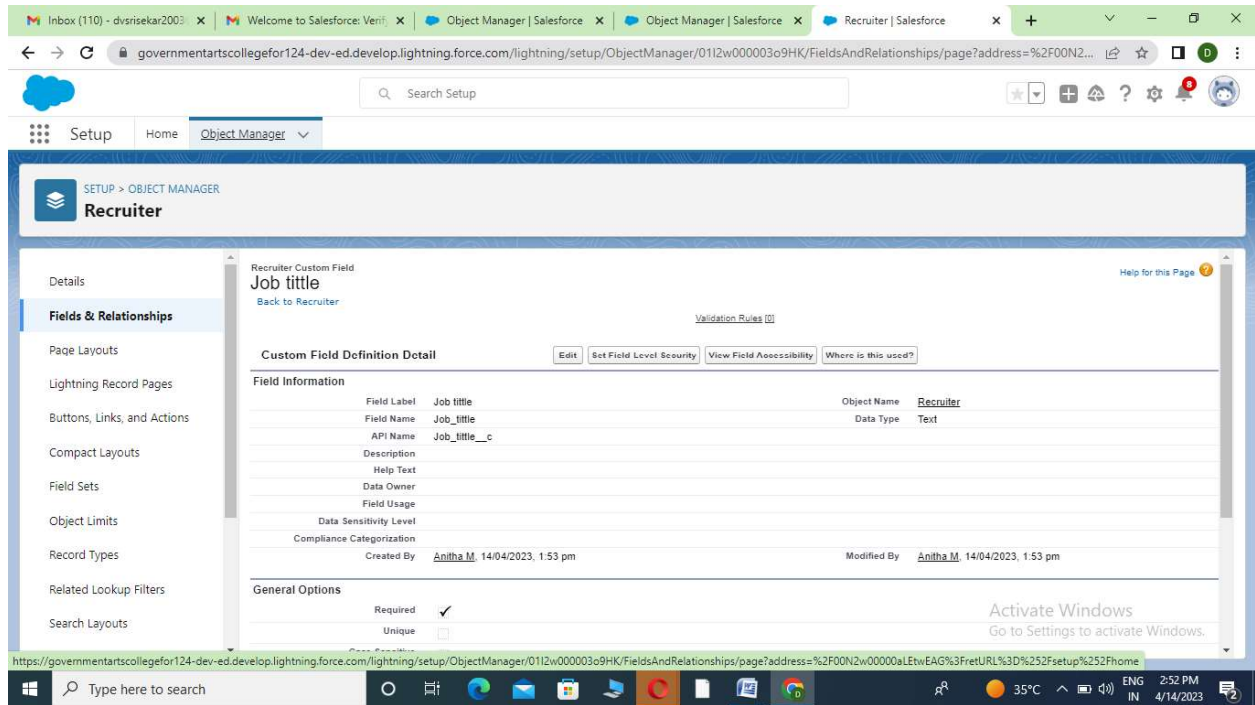 Inbox (110) - dvsrisekar2003
Welcome to Salesforce: Verify
Object Manager | Salesforce
Object Manager | Salesforce
Recruiter | Salesforce
governmentartscollegefor124-dev-ed.develop.lightning.force.com/lightning/setup/ObjectManager/01I2w000003o9HK/FieldsAndRelationships/page?address=%2F00N2...
D
Search Setup
8
Setup
Home
Object Manager
SETUP > OBJECT MANAGER
Recruiter
Details
Fields & Relationships
Page Layouts
Lightning Record Pages
Buttons, Links, and Actions
Compact Layouts
Field Sets
Object Limits
Record Types
Related Lookup Filters
Search Layouts
Recruiter Custom Field
Job tittle
Help for this Page
Back to Recruiter
Validation Rules [0]
Custom Field Definition Detail
Edit
Set Field Level Security
View Field Accessibility
Where is this used?
Field Information
Field Label Job tittle Object Name Recruiter
Field Name Job_tittle Data Type Text
API Name Job_tittle__c
Description
Help Text
Data Owner
Field Usage
Data Sensitivity Level
Compliance Categorization
Created By Anitha M, 14/04/2023, 1:53 pm Modified By Anitha M, 14/04/2023, 1:53 pm
General Options
Required
Unique
Case Sensitive
Activate Windows
Go to Settings to activate Windows.
https://governmentartscollegefor124-dev-ed.develop.lightning.force.com/lightning/setup/ObjectManager/01I2w000003o9HK/FieldsAndRelationships/page?address=%2F00N2w00000aLEtwEAG%3FretURL%3D%252Fsetup%252Fhome
Type here to search
35°C
ENG
IN
2:52 PM
4/14/2023
2